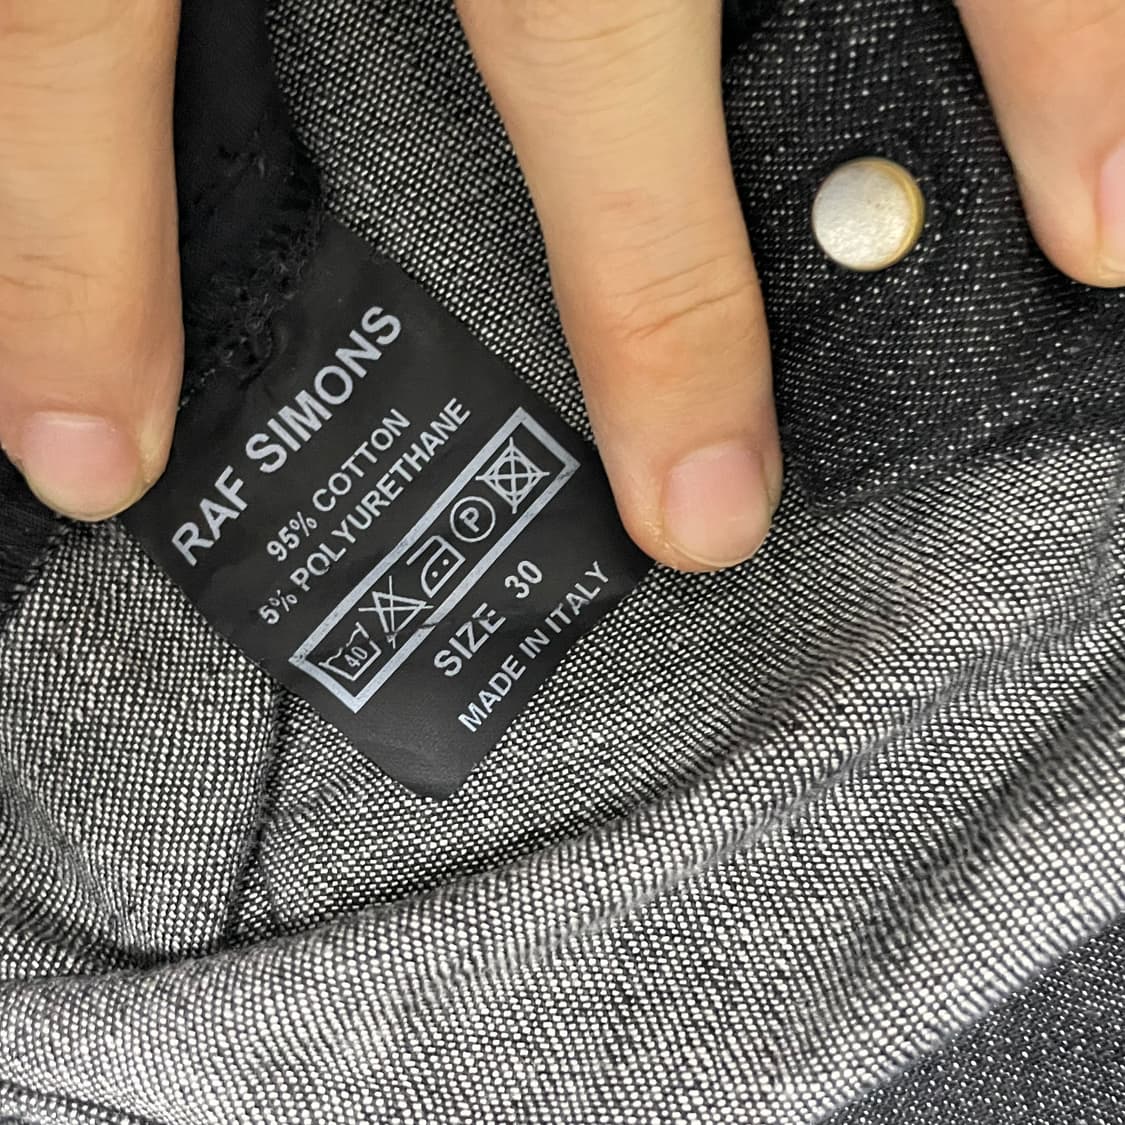 RAF SIMONS
95% COTTON
5% POLYURETHANE
40 P
SIZE 30
MADE IN ITALY